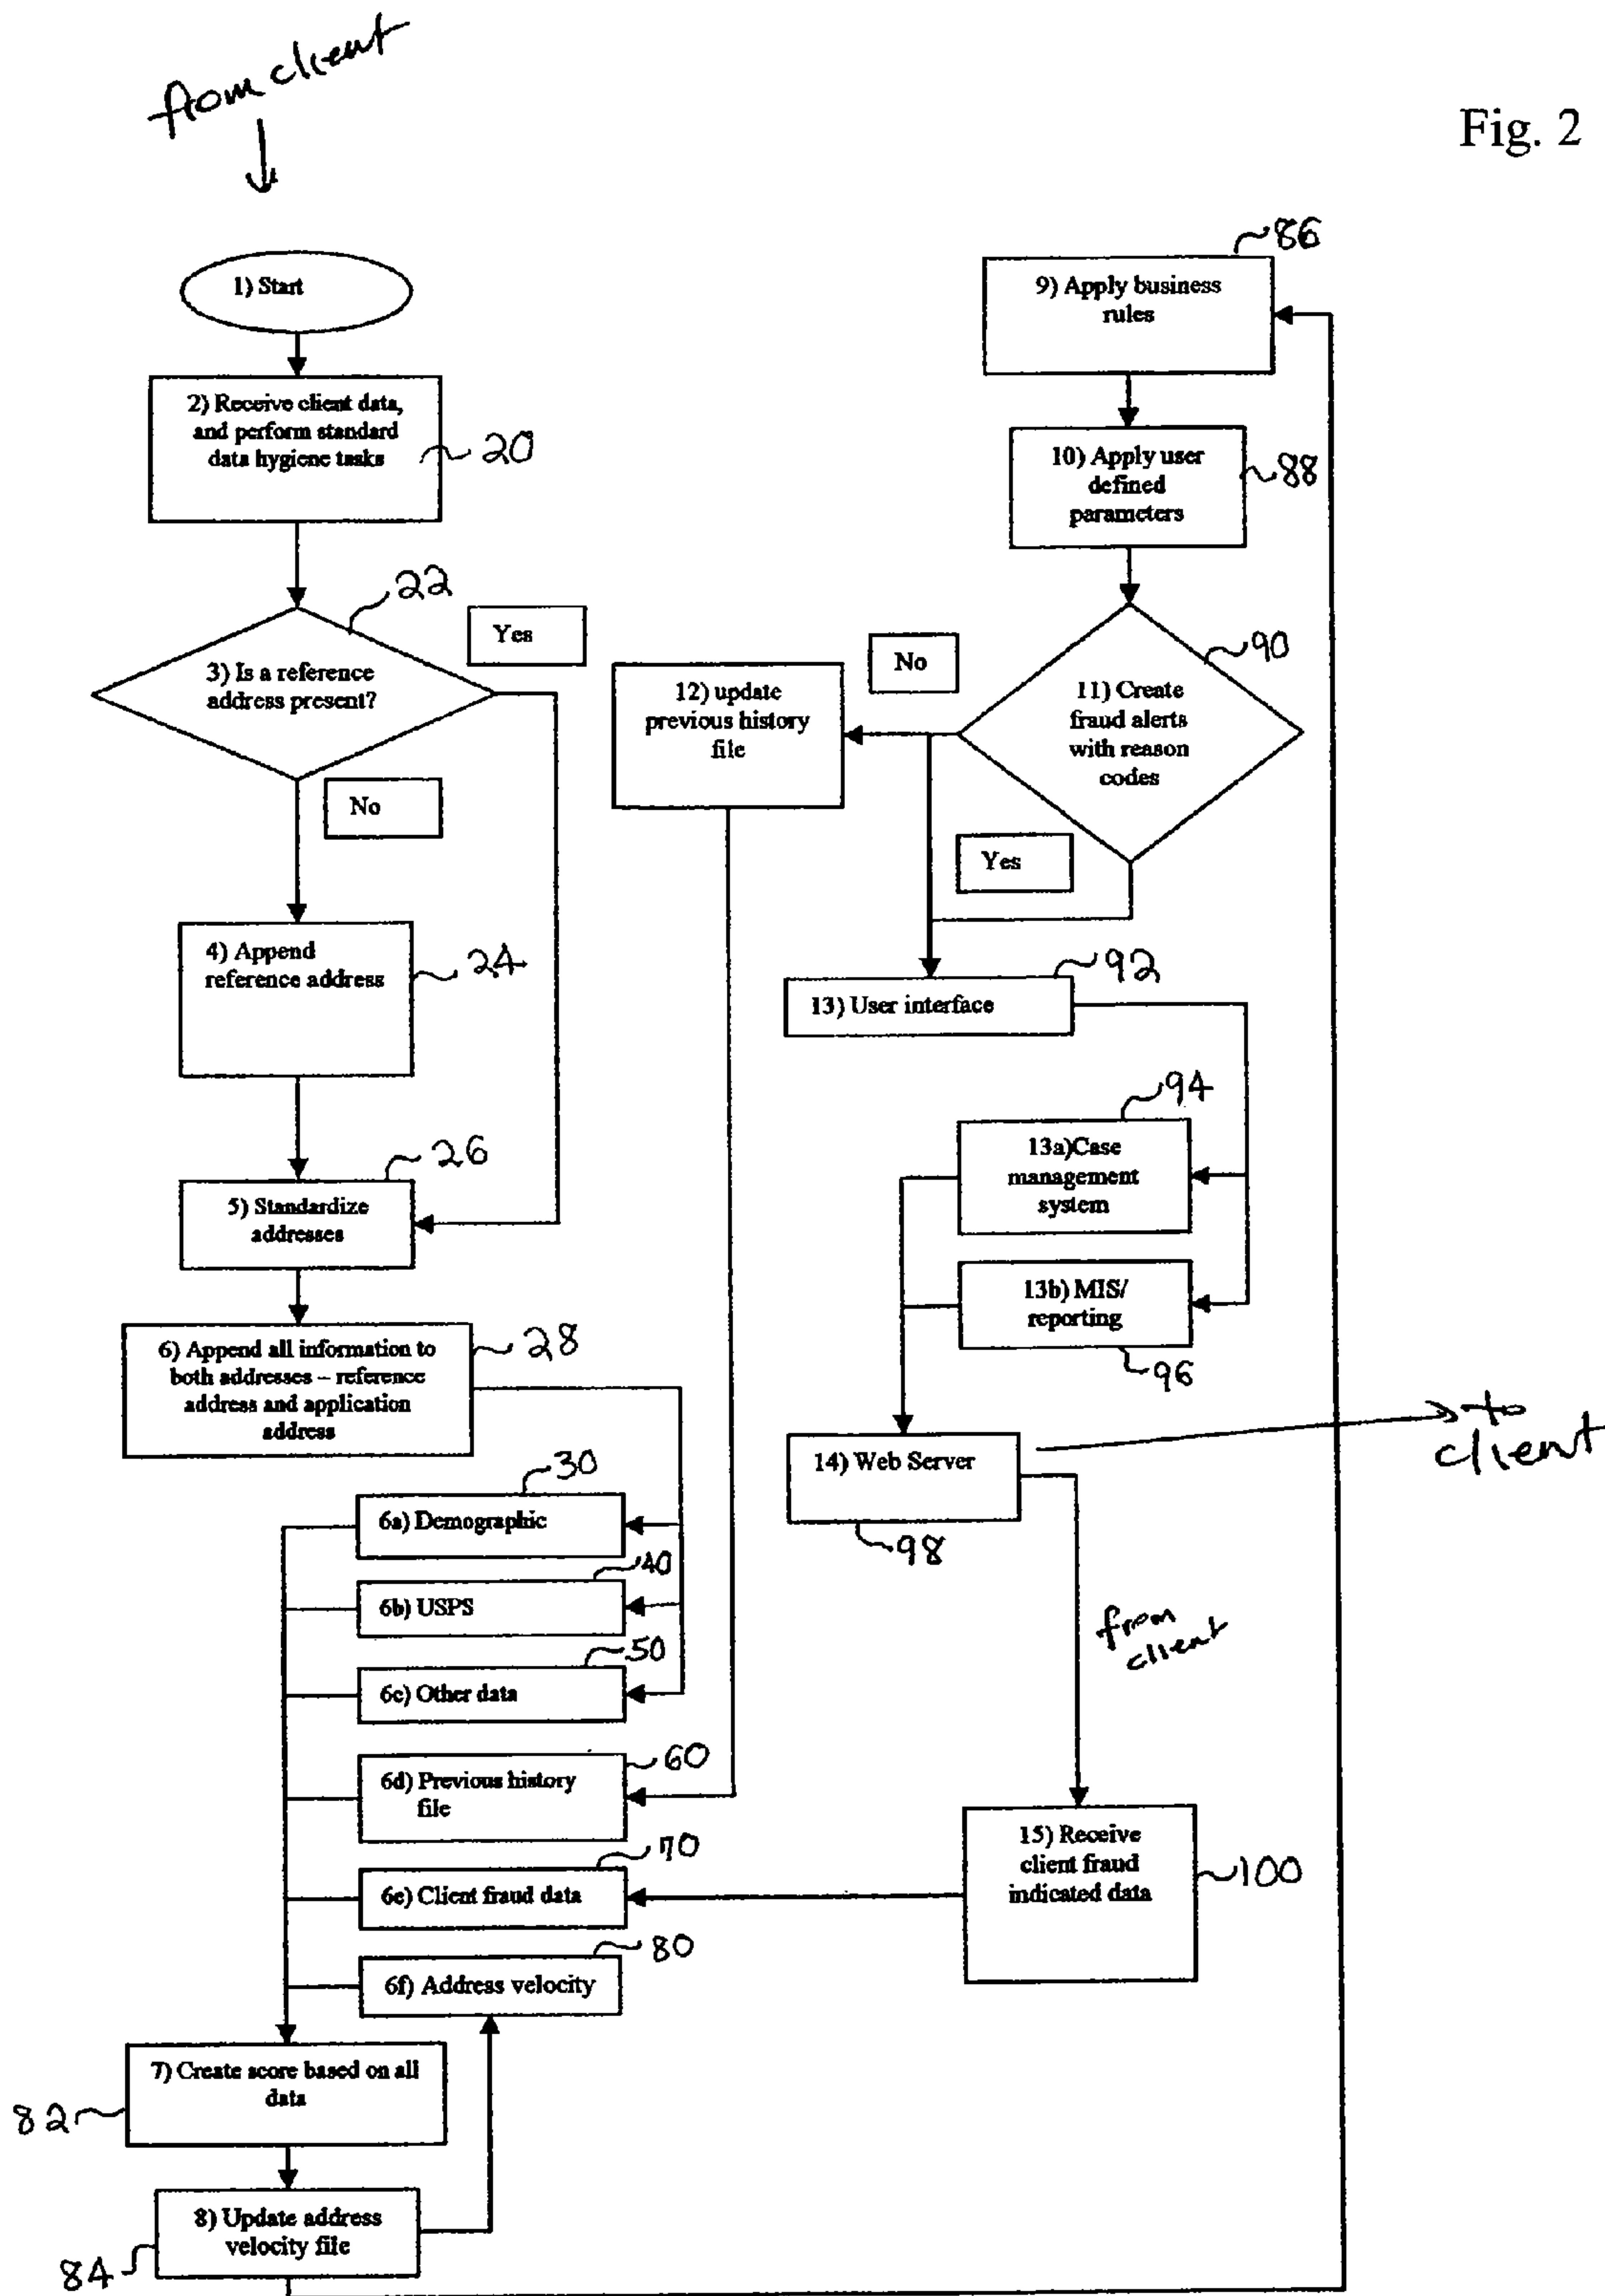 from client
Fig. 2
1) Start
2) Receive client data,
and perform standard
data hygiene tasks
20
22
3) Is a reference
address present?
Yes
No
4) Append
reference address
24
26
5) Standardize
addresses
6) Append all information to
both addresses – reference
address and application
address
28
30
6a) Demographic
40
6b) USPS
50
6c) Other data
60
6d) Previous history
file
70
6e) Client fraud data
80
6f) Address velocity
7) Create score based on all
data
82
8) Update address
velocity file
84
86
9) Apply business
rules
10) Apply user
defined
parameters
88
90
11) Create
fraud alerts
with reason
codes
No
12) update
previous history
file
Yes
92
13) User interface
94
13a)Case
management
system
13b) MIS/
reporting
96
14) Web Server
98
to
client
from
client
15) Receive
client fraud
indicated data
100